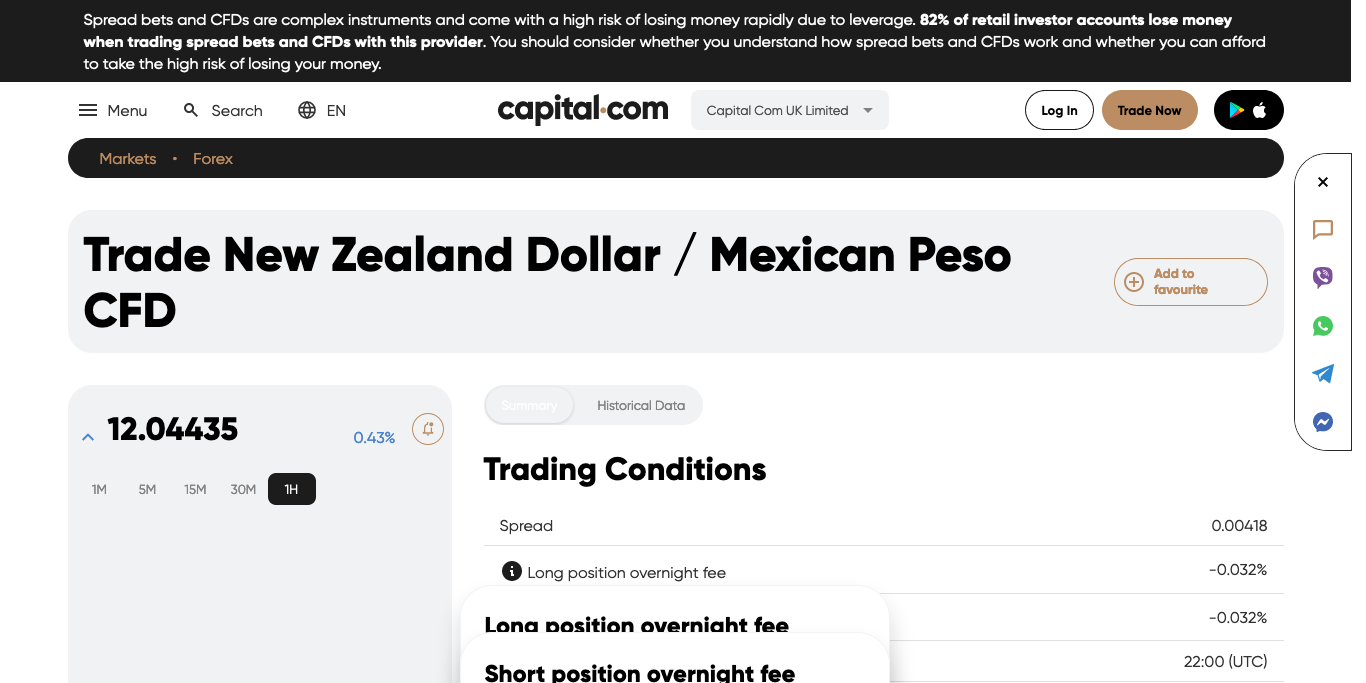 Spread bets and CFDs are complex instruments and come with a high risk of losing money rapidly due to leverage. 82% of retail investor accounts lose money
when trading spread bets and CFDs with this provider. You should consider whether you understand how spread bets and CFDs work and whether you can afford
to take the high risk of losing your money.
Menu
Search
EN
capital.com
Capital Com UK Limited
Log In
Trade Now
Markets • Forex
Trade New Zealand Dollar / Mexican Peso
CFD
Add to
favourite
12.04435
0.43%
1M 5M 15M 30M 1H
Summary
Historical Data
Trading Conditions
Spread 0.00418
Long position overnight fee -0.032%
Long position overnight fee
-0.032%
22:00 (UTC)
Short position overnight fee